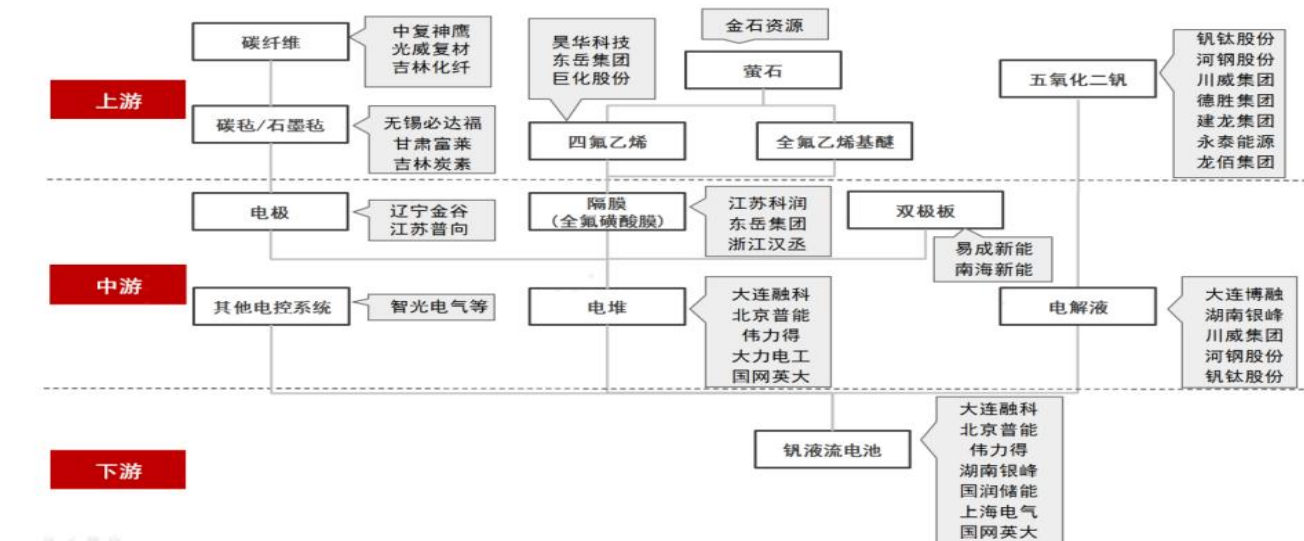 上游
碳纤维
中复神鹰
光威复材
吉林化纤
碳毡/石墨毡
无锡必达福
甘肃富莱
吉林炭素
昊华科技
东岳集团
巨化股份
金石资源
萤石
四氟乙烯
全氟乙烯基醚
五氧化二钒
钒钛股份
河钢股份
川威集团
德胜集团
建龙集团
永泰能源
龙佰集团
中游
电极
辽宁金谷
江苏普向
隔膜
(全氟磺酸膜)
江苏科润
东岳集团
浙江汉丞
双极板
易成新能
南海新能
其他电控系统
智光电气等
电堆
大连融科
北京普能
伟力得
大力电工
国网英大
电解液
大连博融
湖南银峰
川威集团
河钢股份
钒钛股份
下游
钒液流电池
大连融科
北京普能
伟力得
湖南银峰
国润储能
上海电气
国网英大